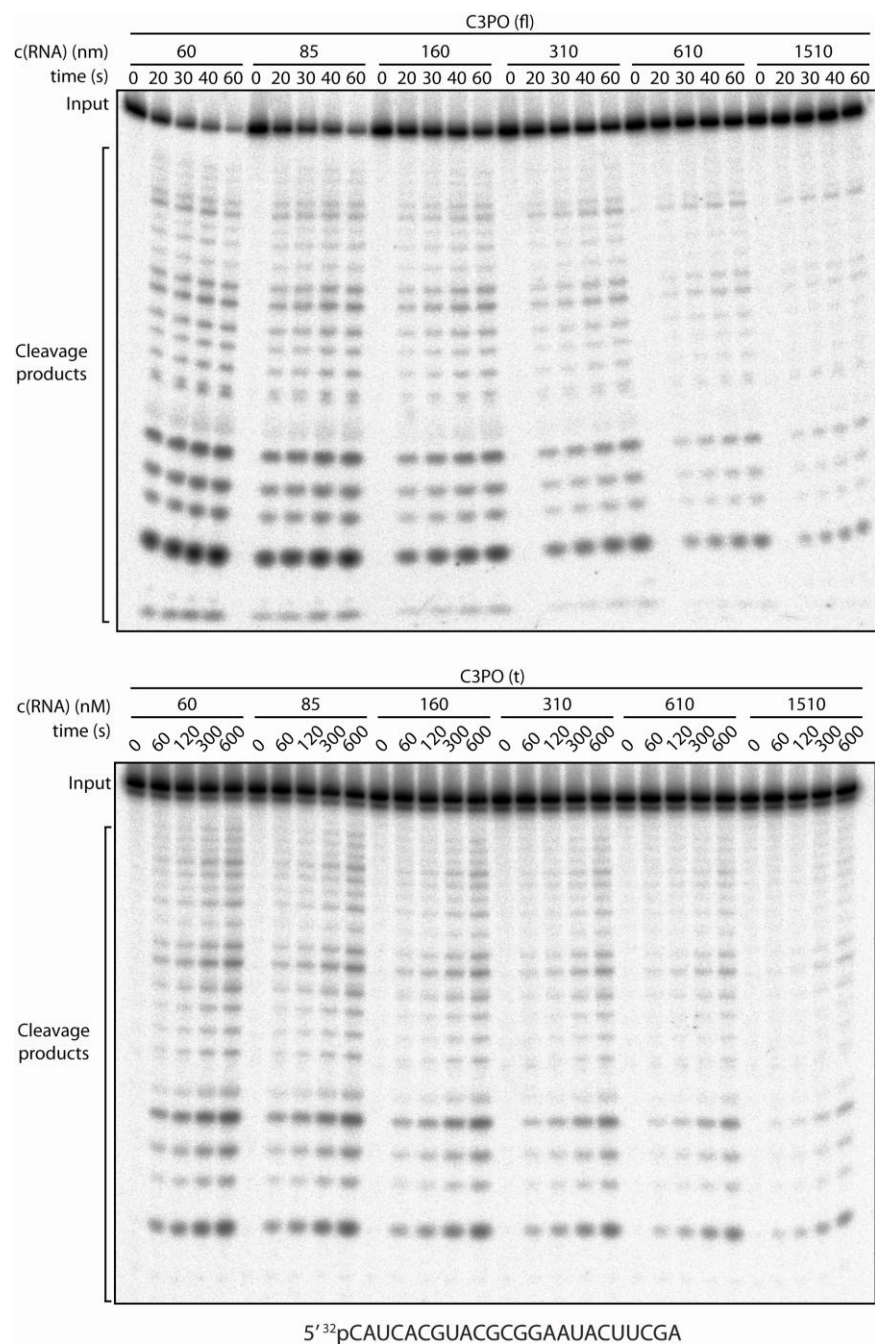 C3PO (fl)
c(RNA) (nm) 60 85 160 310 610 1510
time (s) 0 20 30 40 60 0 20 30 40 60 0 20 30 40 60 0 20 30 40 60 0 20 30 40 60 0 20 30 40 60
Input
Cleavage
products
C3PO (t)
c(RNA) (nM) 60 85 160 310 610 1510
time (s) 0 60 120 300 600 0 60 120 300 600 0 60 120 300 600 0 60 120 300 600 0 60 120 300 600 0 60 120 300 600
Input
Cleavage
products
5′ ³²pCAUCACGUACGCGGAAUACUUCGA